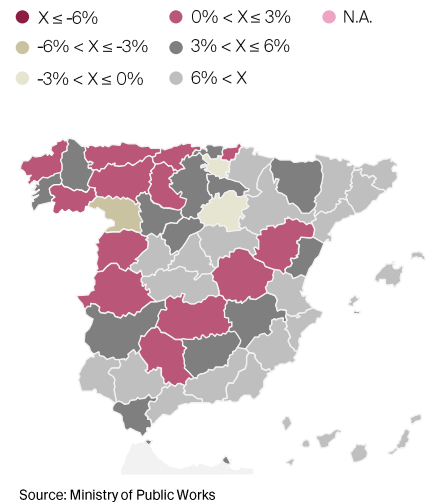 X ≤ -6%
0% < X ≤ 3%
N.A.
-6% < X ≤ -3%
3% < X ≤ 6%
-3% < X ≤ 0%
6% < X
Source: Ministry of Public Works